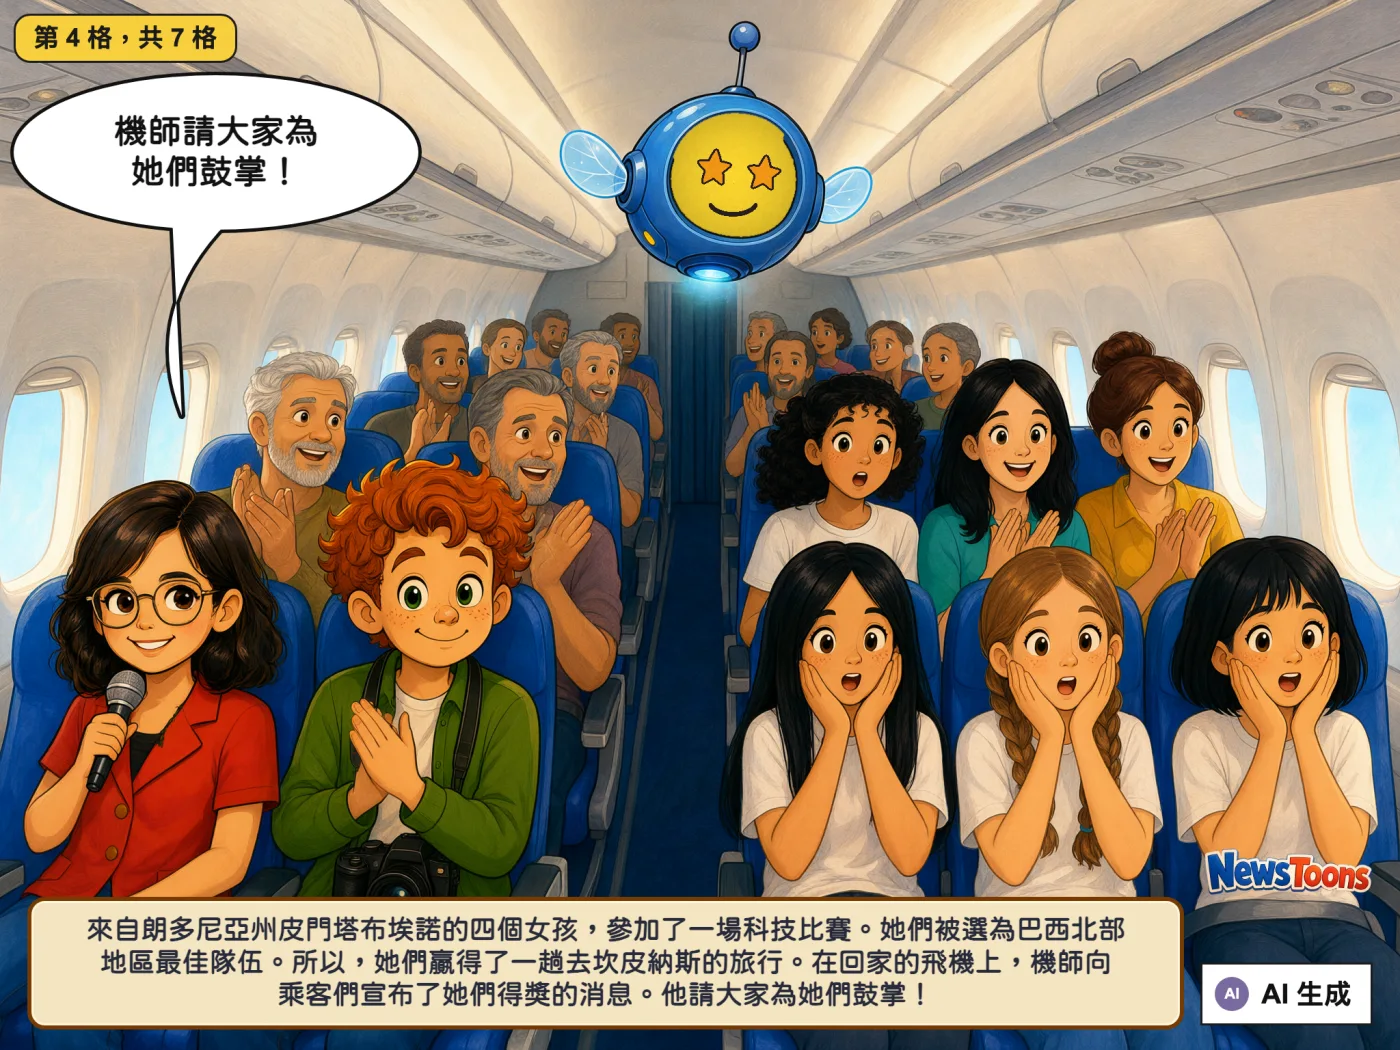 第 4 格，共 7 格
機師請大家為
她們鼓掌！
來自朗多尼亞州皮門塔布埃諾的四個女孩，參加了一場科技比賽。她們被選為巴西北部
地區最佳隊伍。所以，她們贏得了一趟去坎皮納斯的旅行。在回家的飛機上，機師向
乘客們宣布了她們得獎的消息。他請大家為她們鼓掌！
NewsToons
AI AI 生成